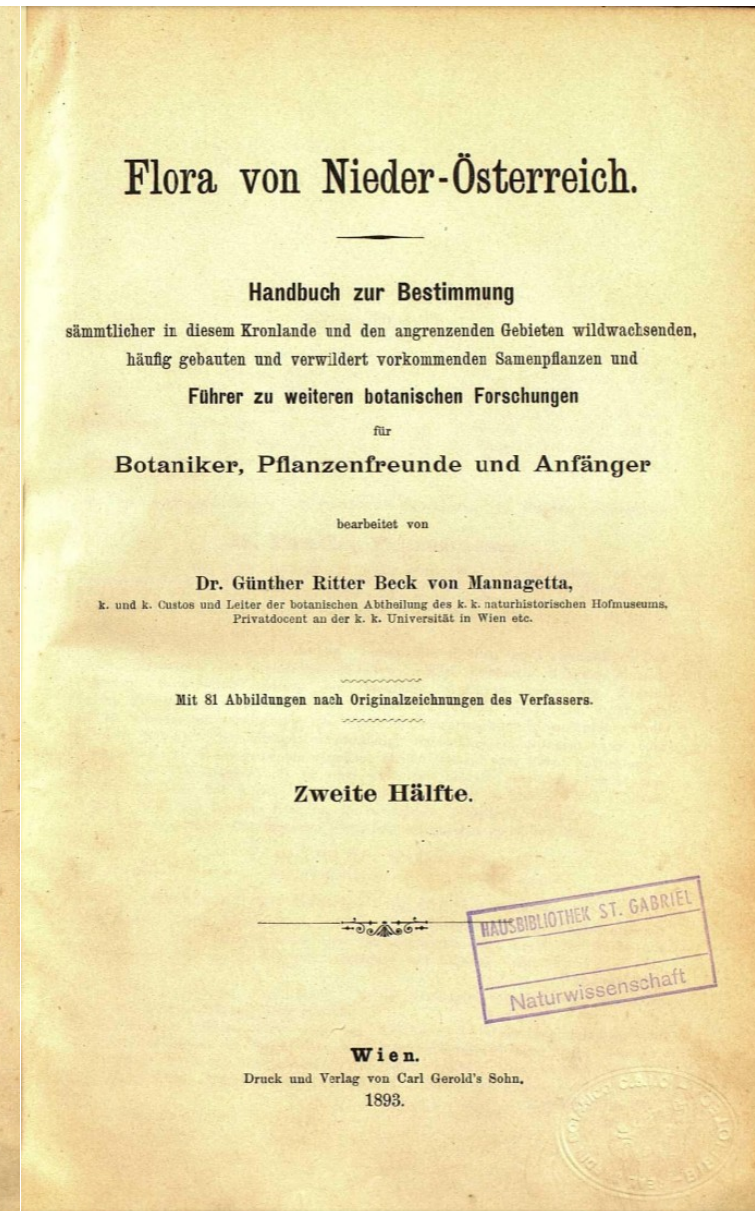 Flora von Nieder-Österreich.
Handbuch zur Bestimmung
sämmtlicher in diesem Kronlande und den angrenzenden Gebieten wildwachsenden,
häufig gebauten und verwildert vorkommenden Samenpflanzen und
Führer zu weiteren botanischen Forschungen
für
Botaniker, Pflanzenfreunde und Anfänger
bearbeitet von
Dr. Günther Ritter Beck von Mannagetta,
k. und k. Custos und Leiter der botanischen Abtheilung des k. k. naturhistorischen Hofmuseums,
Privatdocent an der k. k. Universität in Wien etc.
Mit 81 Abbildungen nach Originalzeichnungen des Verfassers.
Zweite Hälfte.
HAUSBIBLIOTHEK ST. GABRIEL
Naturwissenschaft
Wien.
Druck und Verlag von Carl Gerold's Sohn.
1893.